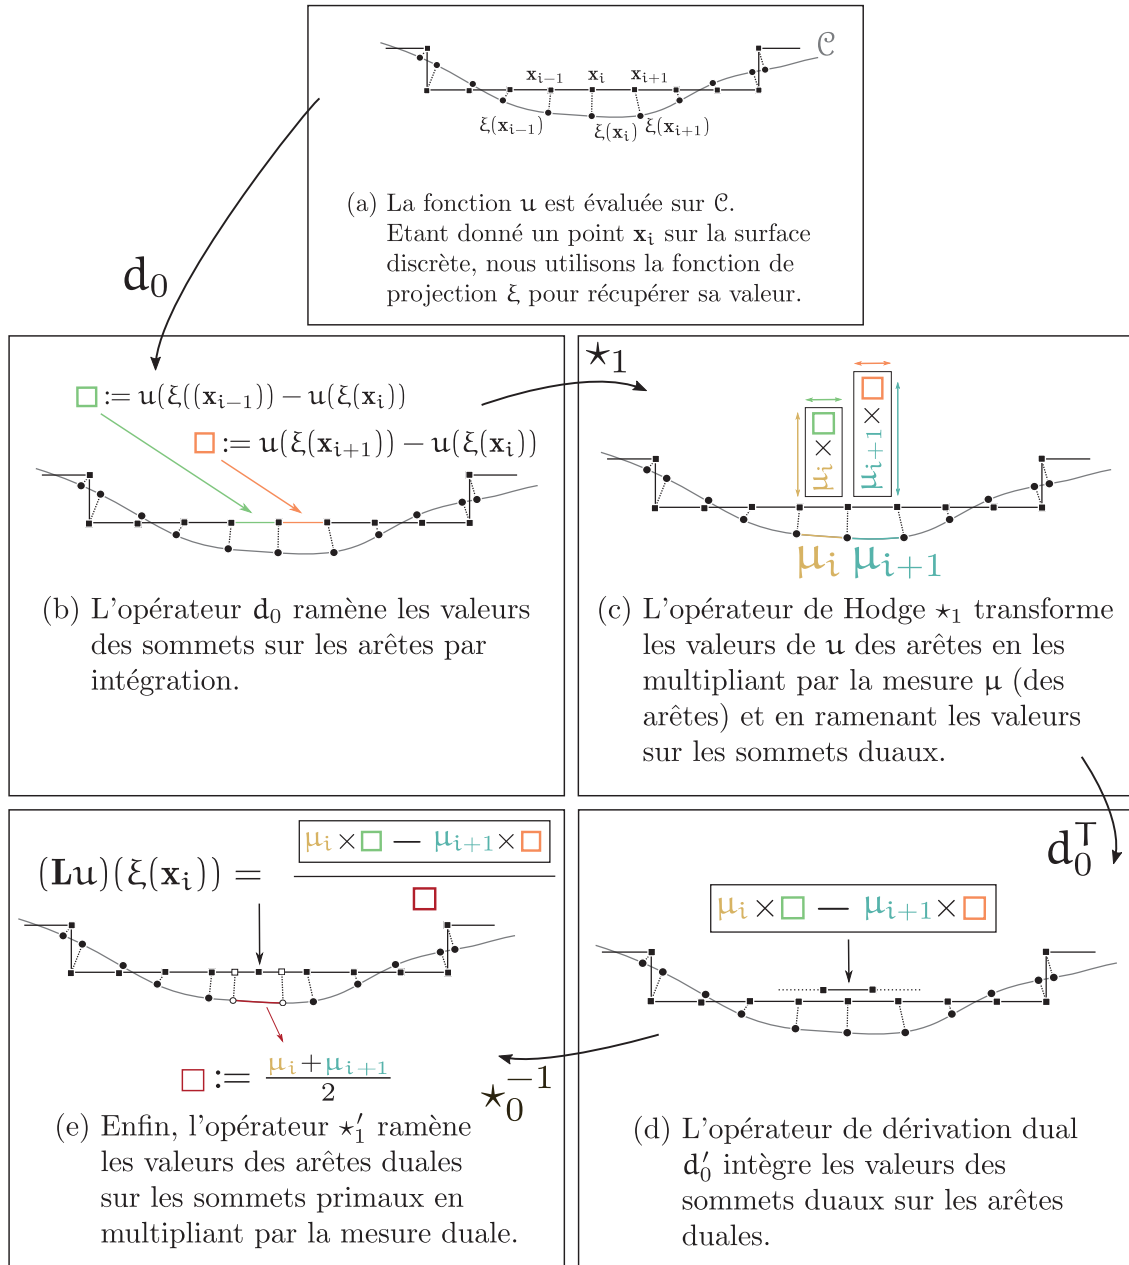 𝒞
x_{i−1} x_i x_{i+1}
ξ(x_{i−1}) ξ(x_i) ξ(x_{i+1})
(a) La fonction u est évaluée sur 𝒞.
Etant donné un point x_i sur la surface
discrète, nous utilisons la fonction de
projection ξ pour récupérer sa valeur.
d_0
□ := u(ξ((x_{i−1})) − u(ξ(x_i))
□ := u(ξ(x_{i+1})) − u(ξ(x_i))
(b) L'opérateur d_0 ramène les valeurs
des sommets sur les arêtes par
intégration.
⋆_1
μ_i × □
μ_{i+1} × □
μ_i μ_{i+1}
(c) L'opérateur de Hodge ⋆_1 transforme
les valeurs de u des arêtes en les
multipliant par la mesure μ (des
arêtes) et en ramenant les valeurs
sur les sommets duaux.
d_0^T
μ_i × □ — μ_{i+1} × □
(d) L'opérateur de dérivation dual
d_0′ intègre les valeurs des
sommets duaux sur les arêtes
duales.
⋆_0^{−1}
μ_i × □ — μ_{i+1} × □
(Lu)(ξ(x_i)) =
□
□ := μ_i + μ_{i+1}
2
(e) Enfin, l'opérateur ⋆_1′ ramène
les valeurs des arêtes duales
sur les sommets primaux en
multipliant par la mesure duale.